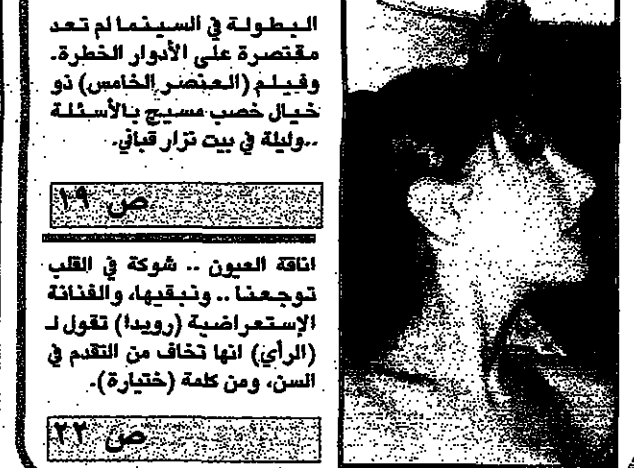 البطولة في السينما لم تعد
مقتصرة على الأدوار الخطرة.
وفيلم (العنصر الخامس) ذو
خيال خصب مسيج بالأسئلة
..وليلة في بيت نزار قباني.
ص ١٩
اناقة العيون .. شوكة في القلب
توجعنا .. ونبقيها، والفنانة
الإستعراضية (رويدا) تقول لـ
(الرأي) انها تخاف من التقدم في
السن، ومن كلمة (ختيارة).
ص ٢٢